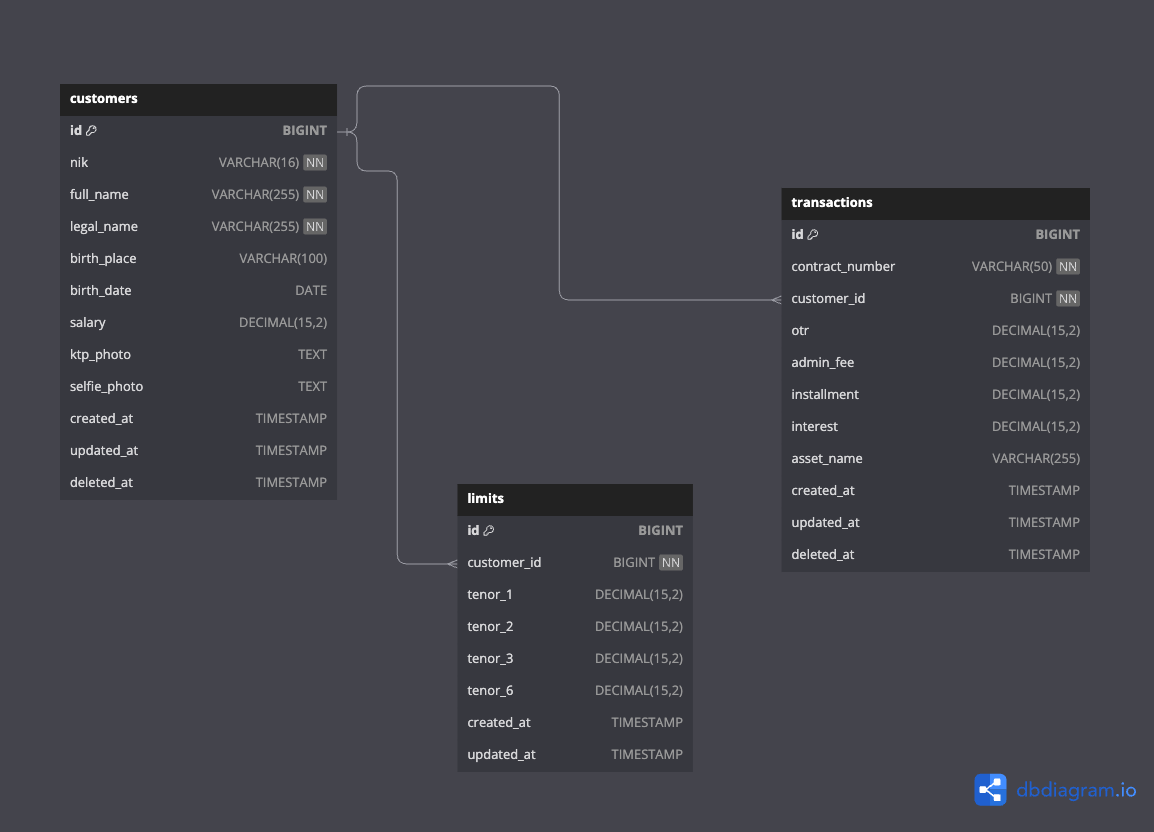 customers
id BIGINT
nik VARCHAR(16) NN
full_name VARCHAR(255) NN
legal_name VARCHAR(255) NN
birth_place VARCHAR(100)
birth_date DATE
salary DECIMAL(15,2)
ktp_photo TEXT
selfie_photo TEXT
created_at TIMESTAMP
updated_at TIMESTAMP
deleted_at TIMESTAMP
transactions
id BIGINT
contract_number VARCHAR(50) NN
customer_id BIGINT NN
otr DECIMAL(15,2)
admin_fee DECIMAL(15,2)
installment DECIMAL(15,2)
interest DECIMAL(15,2)
asset_name VARCHAR(255)
created_at TIMESTAMP
updated_at TIMESTAMP
deleted_at TIMESTAMP
limits
id BIGINT
customer_id BIGINT NN
tenor_1 DECIMAL(15,2)
tenor_2 DECIMAL(15,2)
tenor_3 DECIMAL(15,2)
tenor_6 DECIMAL(15,2)
created_at TIMESTAMP
updated_at TIMESTAMP
dbdiagram.io